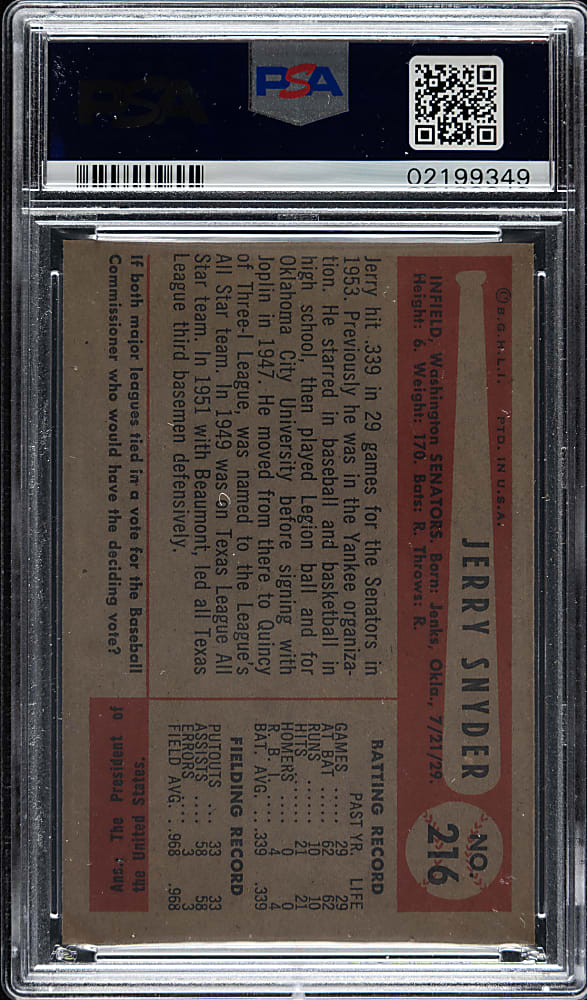 PSA
PSA
02199349
© B.G.H.L.I. PTD. IN U.S.A.
JERRY SNYDER
NO.
216
INFIELD, Washington SENATORS. Born: Jenks, Okla., 7/21/29.
Height: 6. Weight: 170. Bats: R. Throws: R.
Jerry hit .339 in 29 games for the Senators in
1953. Previously he was in the Yankee organiza-
tion. He starred in baseball and basketball in
high school, then played Legion ball and for
Oklahoma City University before signing with
Joplin in 1947. He moved from there to Quincy
of Three-I League, was named to the League's
All Star team. In 1949 was on Texas League All
Star team. In 1951 with Beaumont, led all Texas
League third basemen defensively.
BATTING RECORD
PAST YR. LIFE
GAMES 29 29
AT BAT ...... 62 62
RUNS ....... 10 10
HITS ....... 21 21
HOMERS .... 0 0
R. B. I. .... 4 4
BAT. AVG. .. .339 .339
FIELDING RECORD
PUTOUTS ... 33 33
ASSISTS .... 58 58
ERRORS .... 3 3
FIELD AVG. . .968 .968
If both major leagues tied in a vote for the Baseball
Commissioner who would have the deciding vote?
Ans: The President of
the United States.